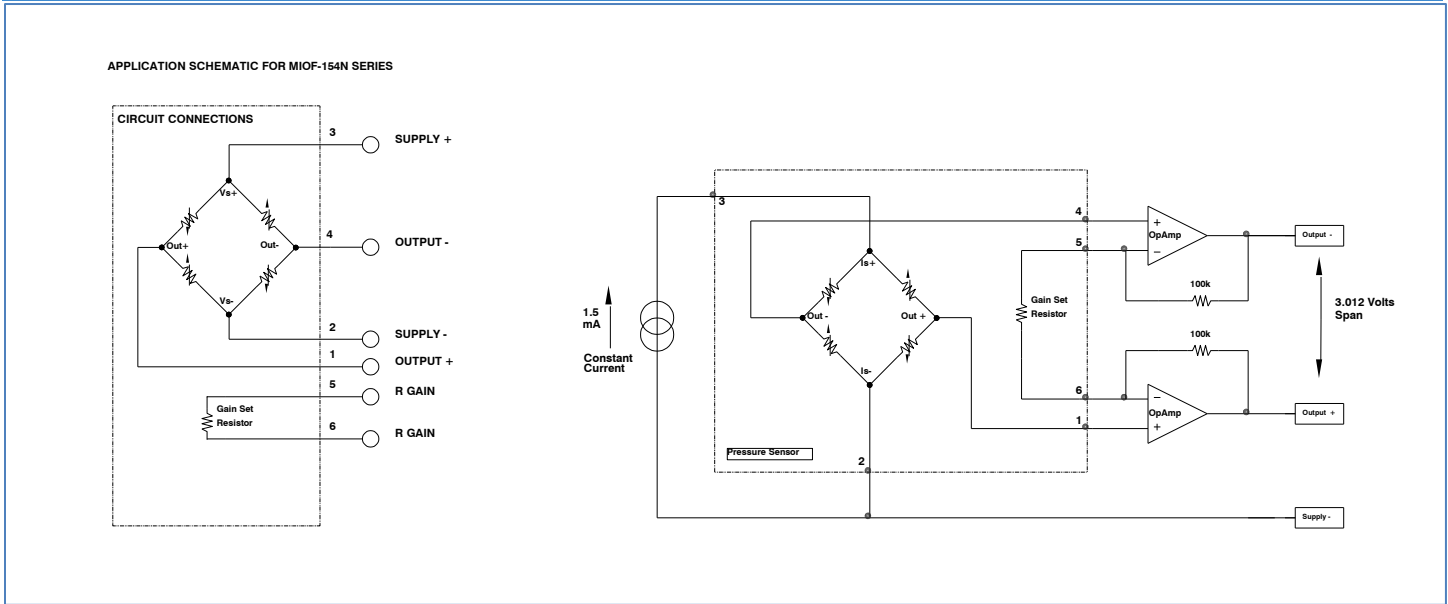 APPLICATION SCHEMATIC FOR MIOF-154N SERIES
CIRCUIT CONNECTIONS
3
SUPPLY +
Vs+
4
OUTPUT -
Out+
Out-
Vs-
2
SUPPLY -
1
OUTPUT +
5
R GAIN
Gain Set
Resistor
6
R GAIN
1.5
mA
Constant
Current
3
Is+
Out -
Out +
Is-
Pressure Sensor
2
4
5
Gain Set
Resistor
6
1
+
OpAmp
−
100k
100k
−
OpAmp
+
Output -
3.012 Volts
Span
Output +
Supply -